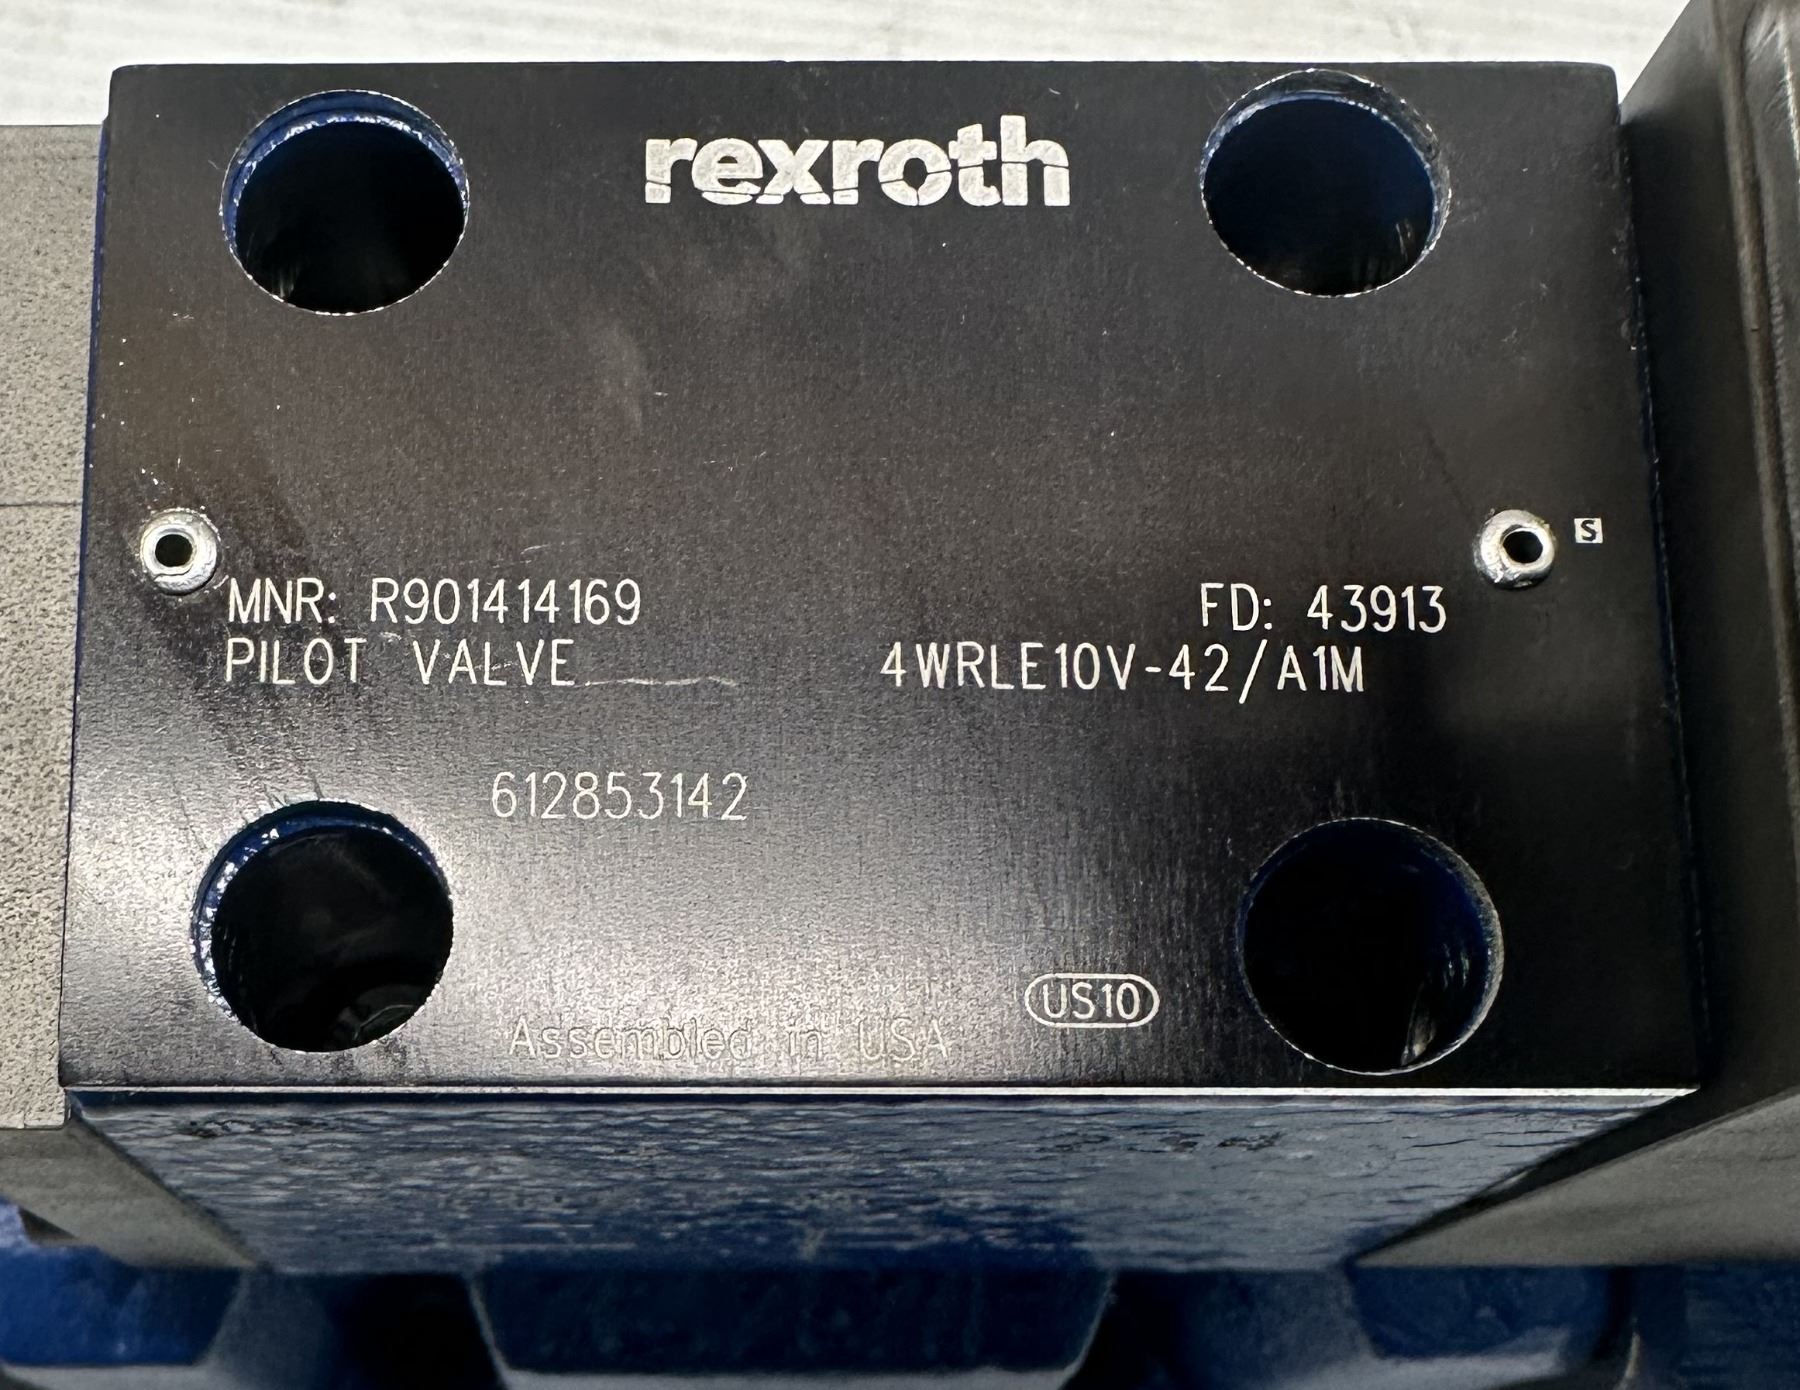 rexroth
S
MNR: R901414169 FD: 43913
PILOT VALVE 4WRLE10V-42/A1M
612853142
US10
Assembled in USA